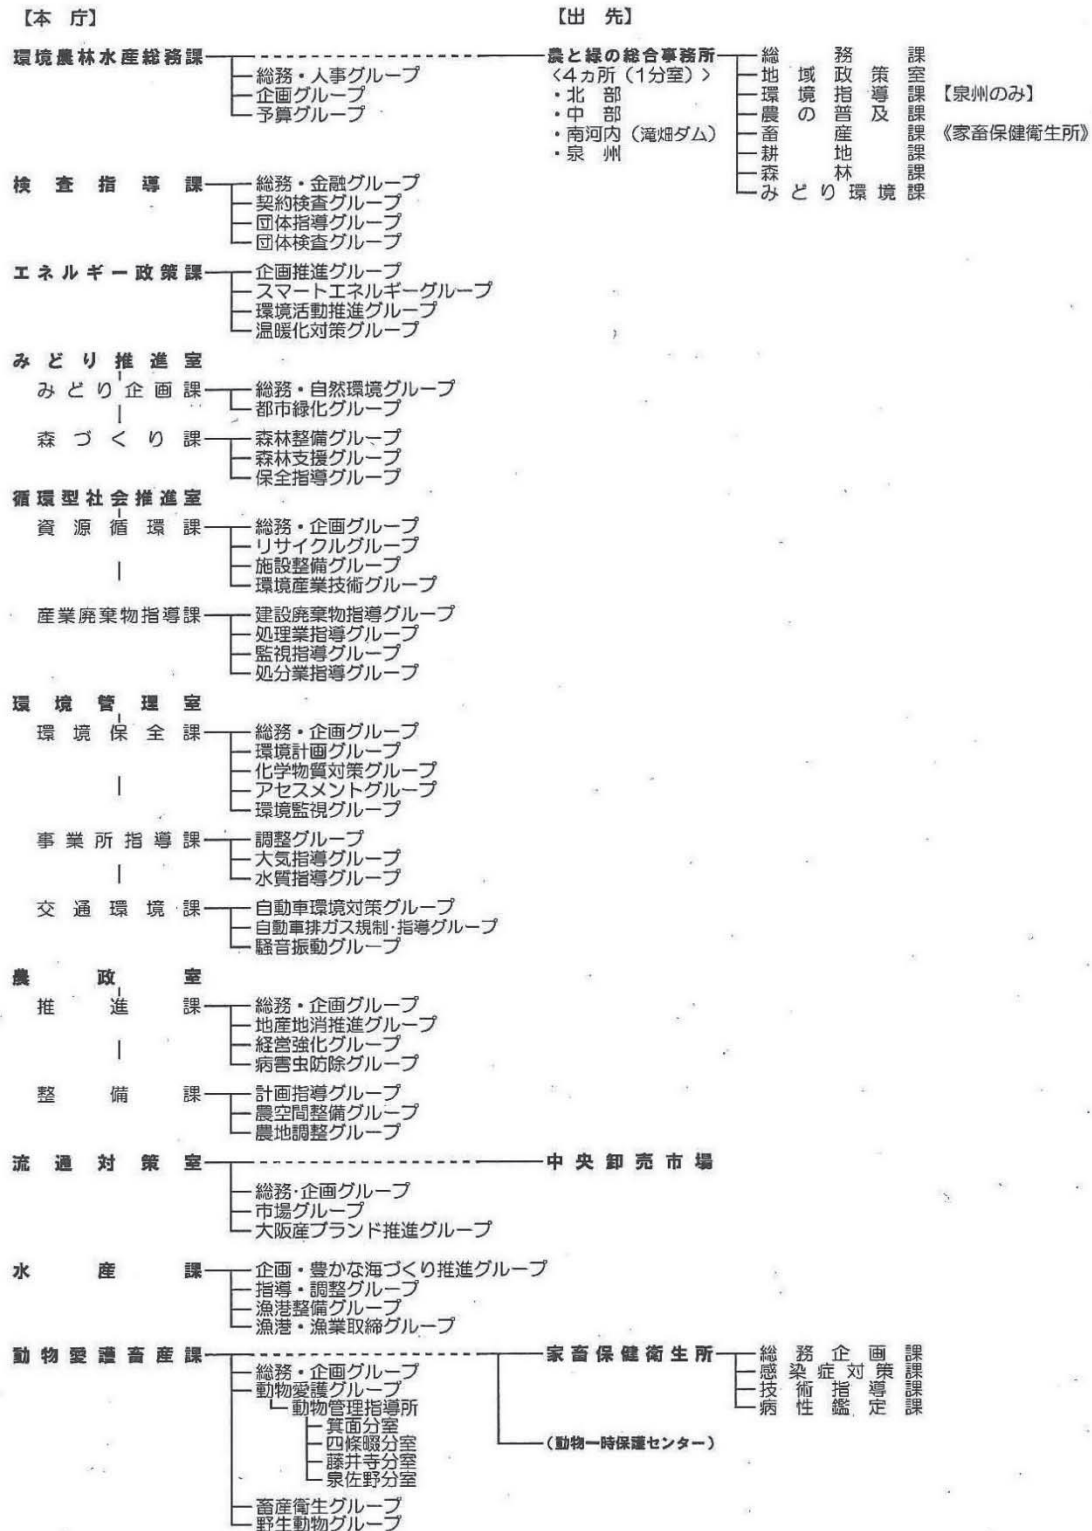 【本 庁】 【出 先】
環境農林水産総務課 農と緑の総合事務所 総務課
総務・人事グループ <4ヵ所（1分室）> 地域政策室
企画グループ ・北 部 環境指導課【泉州のみ】
予算グループ ・中 部 農の普及課
・南河内（滝畑ダム） 畜産課《家畜保健衛生所》
・泉 州 耕地課
森林課
みどり環境課
検査指導課 総務・金融グループ
契約検査グループ
団体指導グループ
団体検査グループ
エネルギー政策課 企画推進グループ
スマートエネルギーグループ
環境活動推進グループ
温暖化対策グループ
みどり推進室
みどり企画課 総務・自然環境グループ
都市緑化グループ
森づくり課 森林整備グループ
森林支援グループ
保全指導グループ
循環型社会推進室
資源循環課 総務・企画グループ
リサイクルグループ
施設整備グループ
環境産業技術グループ
産業廃棄物指導課 建設廃棄物指導グループ
処理業指導グループ
監視指導グループ
処分業指導グループ
環境管理室
環境保全課 総務・企画グループ
環境計画グループ
化学物質対策グループ
アセスメントグループ
環境監視グループ
事業所指導課 調整グループ
大気指導グループ
水質指導グループ
交通環境課 自動車環境対策グループ
自動車排ガス規制・指導グループ
騒音振動グループ
農政室
推進課 総務・企画グループ
地産地消推進グループ
経営強化グループ
病害虫防除グループ
整備課 計画指導グループ
農空間整備グループ
農地調整グループ
流通対策室 中央卸売市場
総務・企画グループ
市場グループ
大阪産ブランド推進グループ
水産課 企画・豊かな海づくり推進グループ
指導・調整グループ
漁港整備グループ
漁港・漁業取締グループ
動物愛護畜産課 家畜保健衛生所 総務企画課
総務・企画グループ 感染症対策課
動物愛護グループ 技術指導課
動物管理指導所 病性鑑定課
箕面分室
四條畷分室 （動物一時保護センター）
藤井寺分室
泉佐野分室
畜産衛生グループ
野生動物グループ